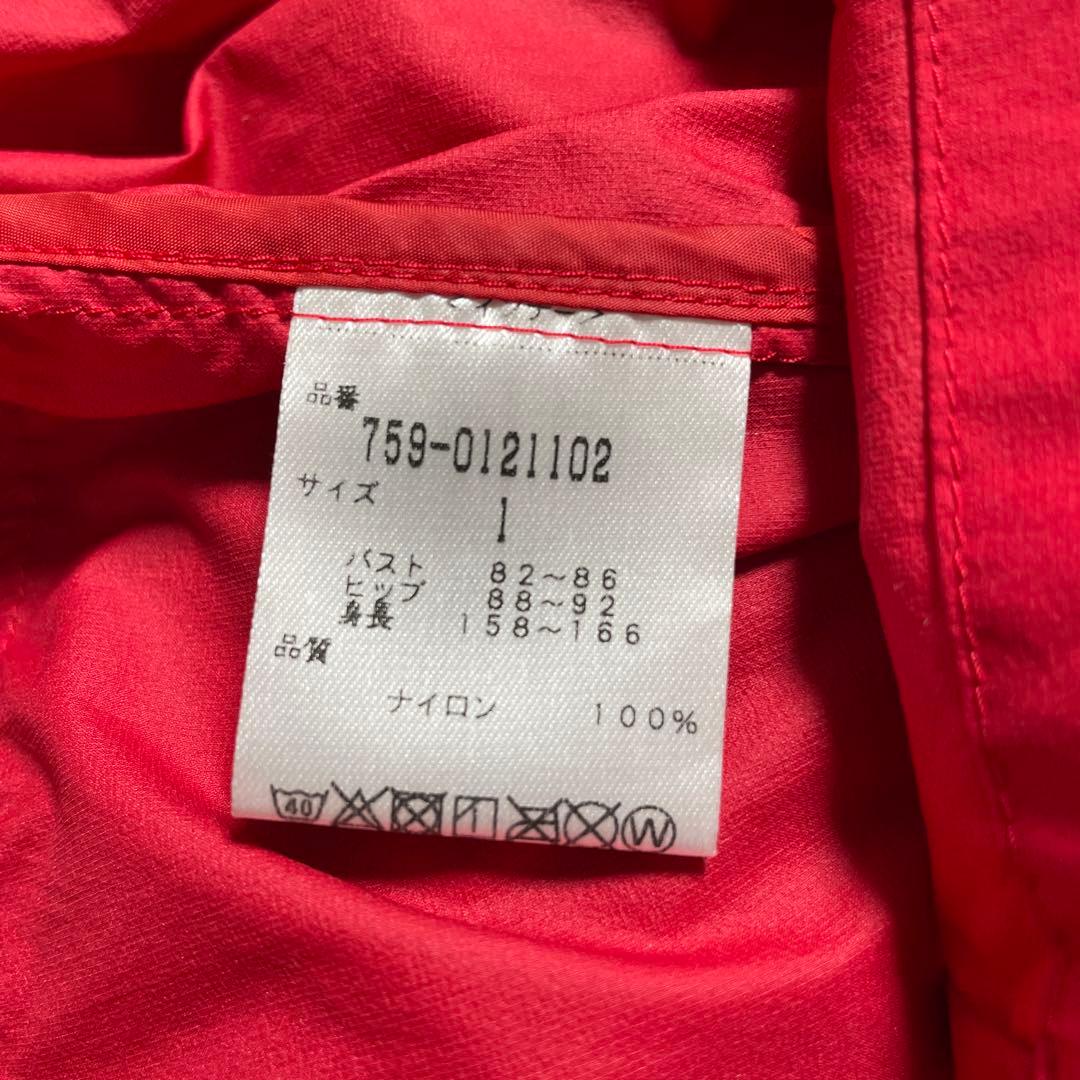 品番
759-0121102
サイズ
1
バスト 82～86
ヒップ 88～92
身長 158～166
品質
ナイロン 100%
40
W